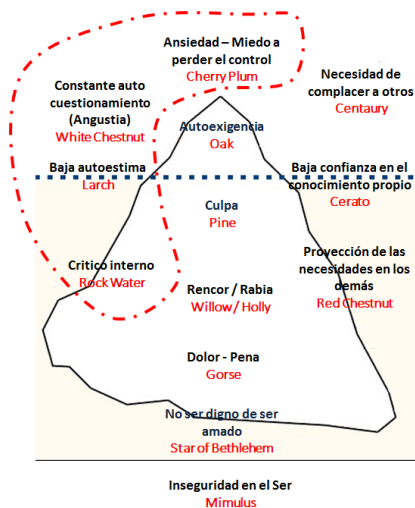 Ansiedad – Miedo a
perder el control
Cherry Plum
Constante auto
cuestionamiento
(Angustia)
White Chestnut
Necesidad de
complacer a otros
Centaury
Autoexigencia
Oak
Baja autoestima
Larch
Baja confianza en el
conocimiento propio
Cerato
Culpa
Pine
Critico interno
Rock Water
Proyección de las
necesidades en los
demás
Red Chestnut
Rencor / Rabia
Willow / Holly
Dolor - Pena
Gorse
No ser digno de ser
amado
Star of Bethlehem
Inseguridad en el Ser
Mimulus